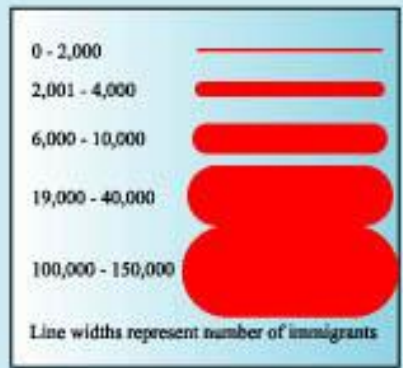 0 - 2,000
2,001 - 4,000
6,000 - 10,000
19,000 - 40,000
100,000 - 150,000
Line widths represent number of immigrants